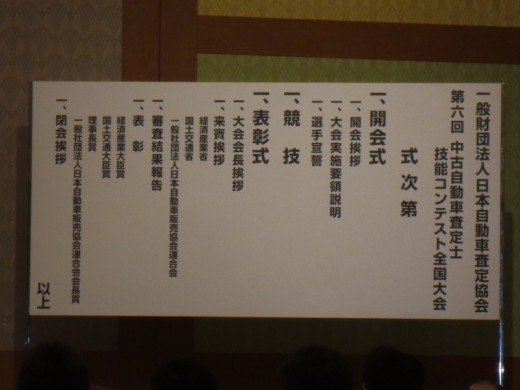 一般財団法人日本自動車査定協会
第六回 中古自動車査定士
技能コンテスト全国大会
式次第
一、開会式
一、開会挨拶
一、大会実施要領説明
一、選手宣誓
一、競技
一、表彰式
一、大会会長挨拶
一、来賓挨拶
経済産業省
国土交通省
一般社団法人日本自動車販売協会連合会
一、審査結果報告
一、表彰
経済産業大臣賞
国土交通大臣賞
理事長賞
一般社団法人日本自動車販売協会連合会会長賞
一、閉会挨拶
以上